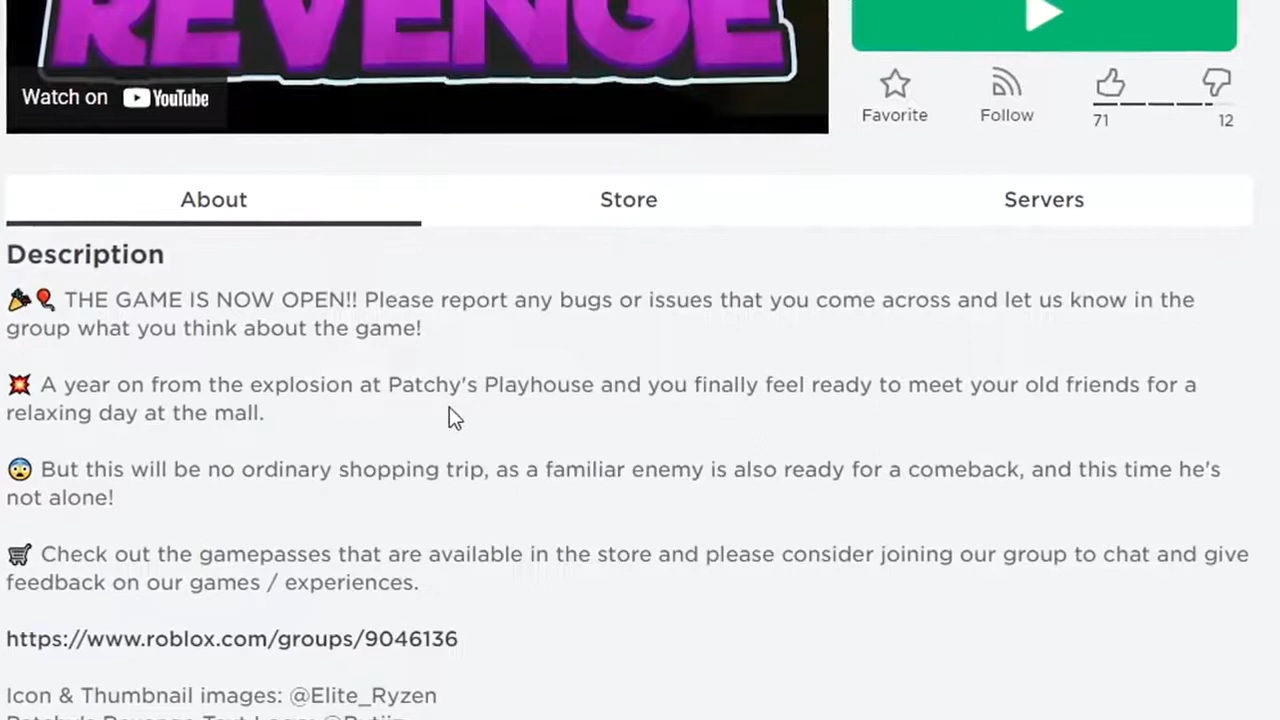 REVENGE
Watch on YouTube
Favorite
Follow
71
12
About
Store
Servers
Description
🎉🎈 THE GAME IS NOW OPEN!! Please report any bugs or issues that you come across and let us know in the
group what you think about the game!
💥 A year on from the explosion at Patchy's Playhouse and you finally feel ready to meet your old friends for a
relaxing day at the mall.
😨 But this will be no ordinary shopping trip, as a familiar enemy is also ready for a comeback, and this time he's
not alone!
🛒 Check out the gamepasses that are available in the store and please consider joining our group to chat and give
feedback on our games / experiences.
https://www.roblox.com/groups/9046136
Icon & Thumbnail images: @Elite_Ryzen
Patchy's Revenge Text Logo: